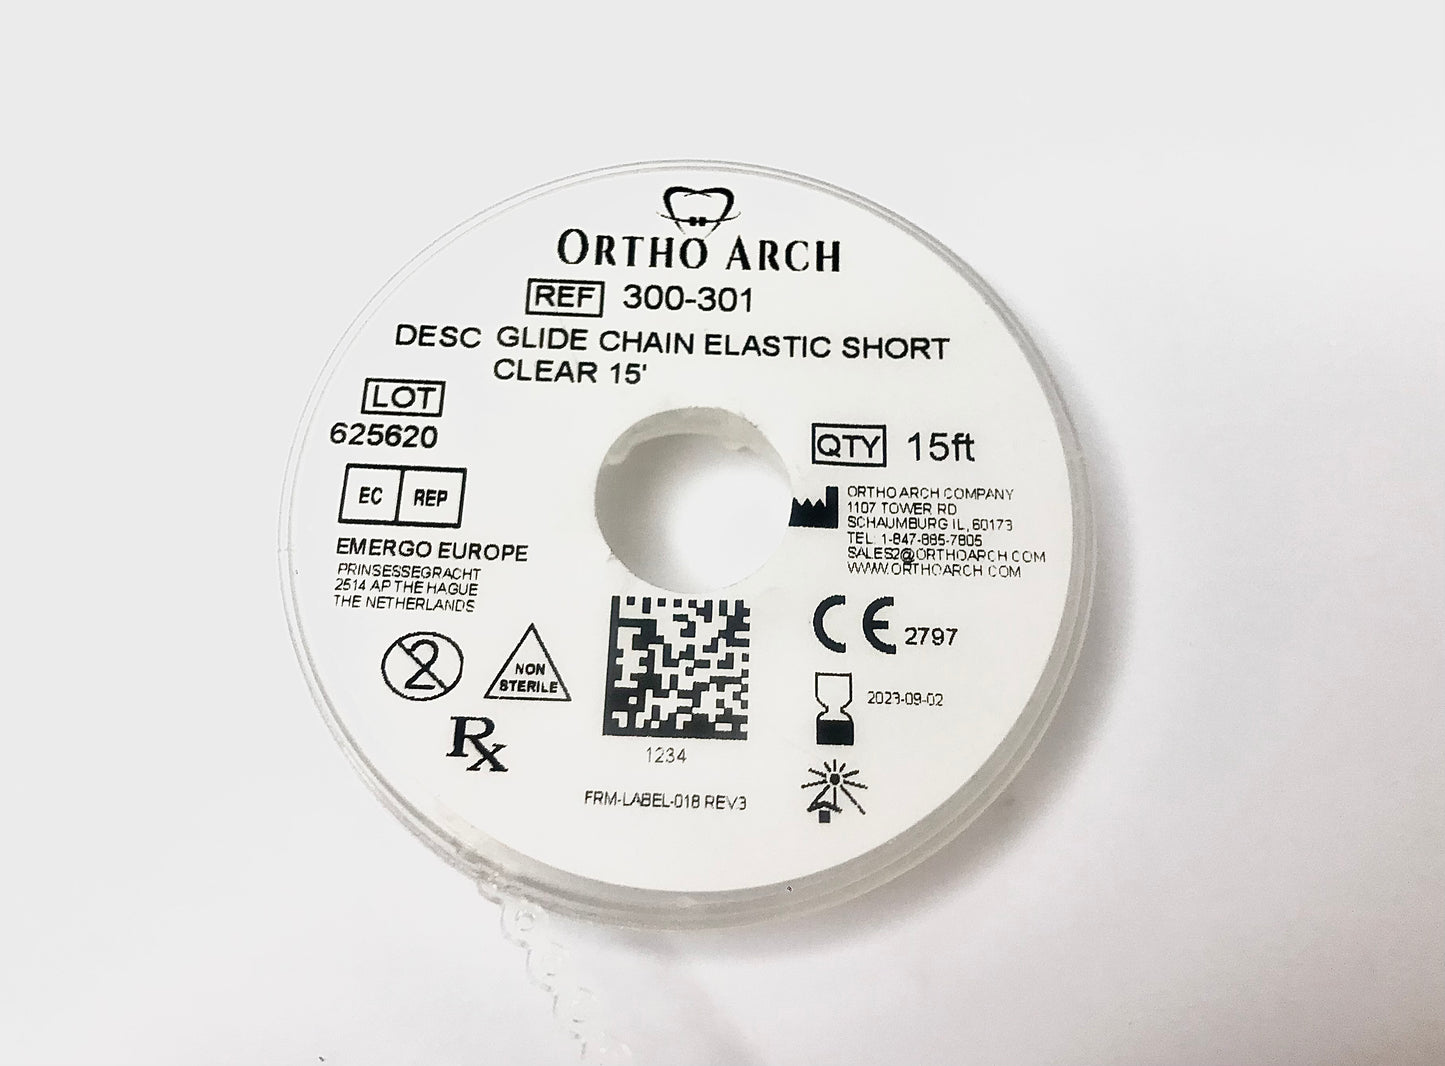 ORTHO ARCH
REF 300-301
DESC GLIDE CHAIN ELASTIC SHORT
CLEAR 15'
LOT
625620
QTY 15ft
EC REP
EMERGO EUROPE
PRINSESSEGRACHT
2514 AP THE HAGUE
THE NETHERLANDS
ORTHO ARCH COMPANY
1107 TOWER RD
SCHAUMBURG IL, 60173
TEL: 1-847-885-7805
SALES2@ORTHOARCH.COM
WWW.ORTHOARCH.COM
CE 2797
2
NON
STERILE
2023-09-02
Rx
1234
FRM-LABEL-018 REV3